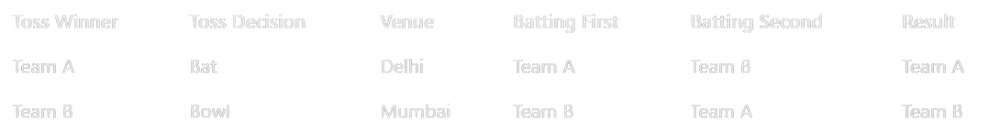 Toss Winner Toss Decision Venue Batting First Batting Second Result
Team A Bat Delhi Team A Team B Team A
Team B Bowl Mumbai Team B Team A Team B